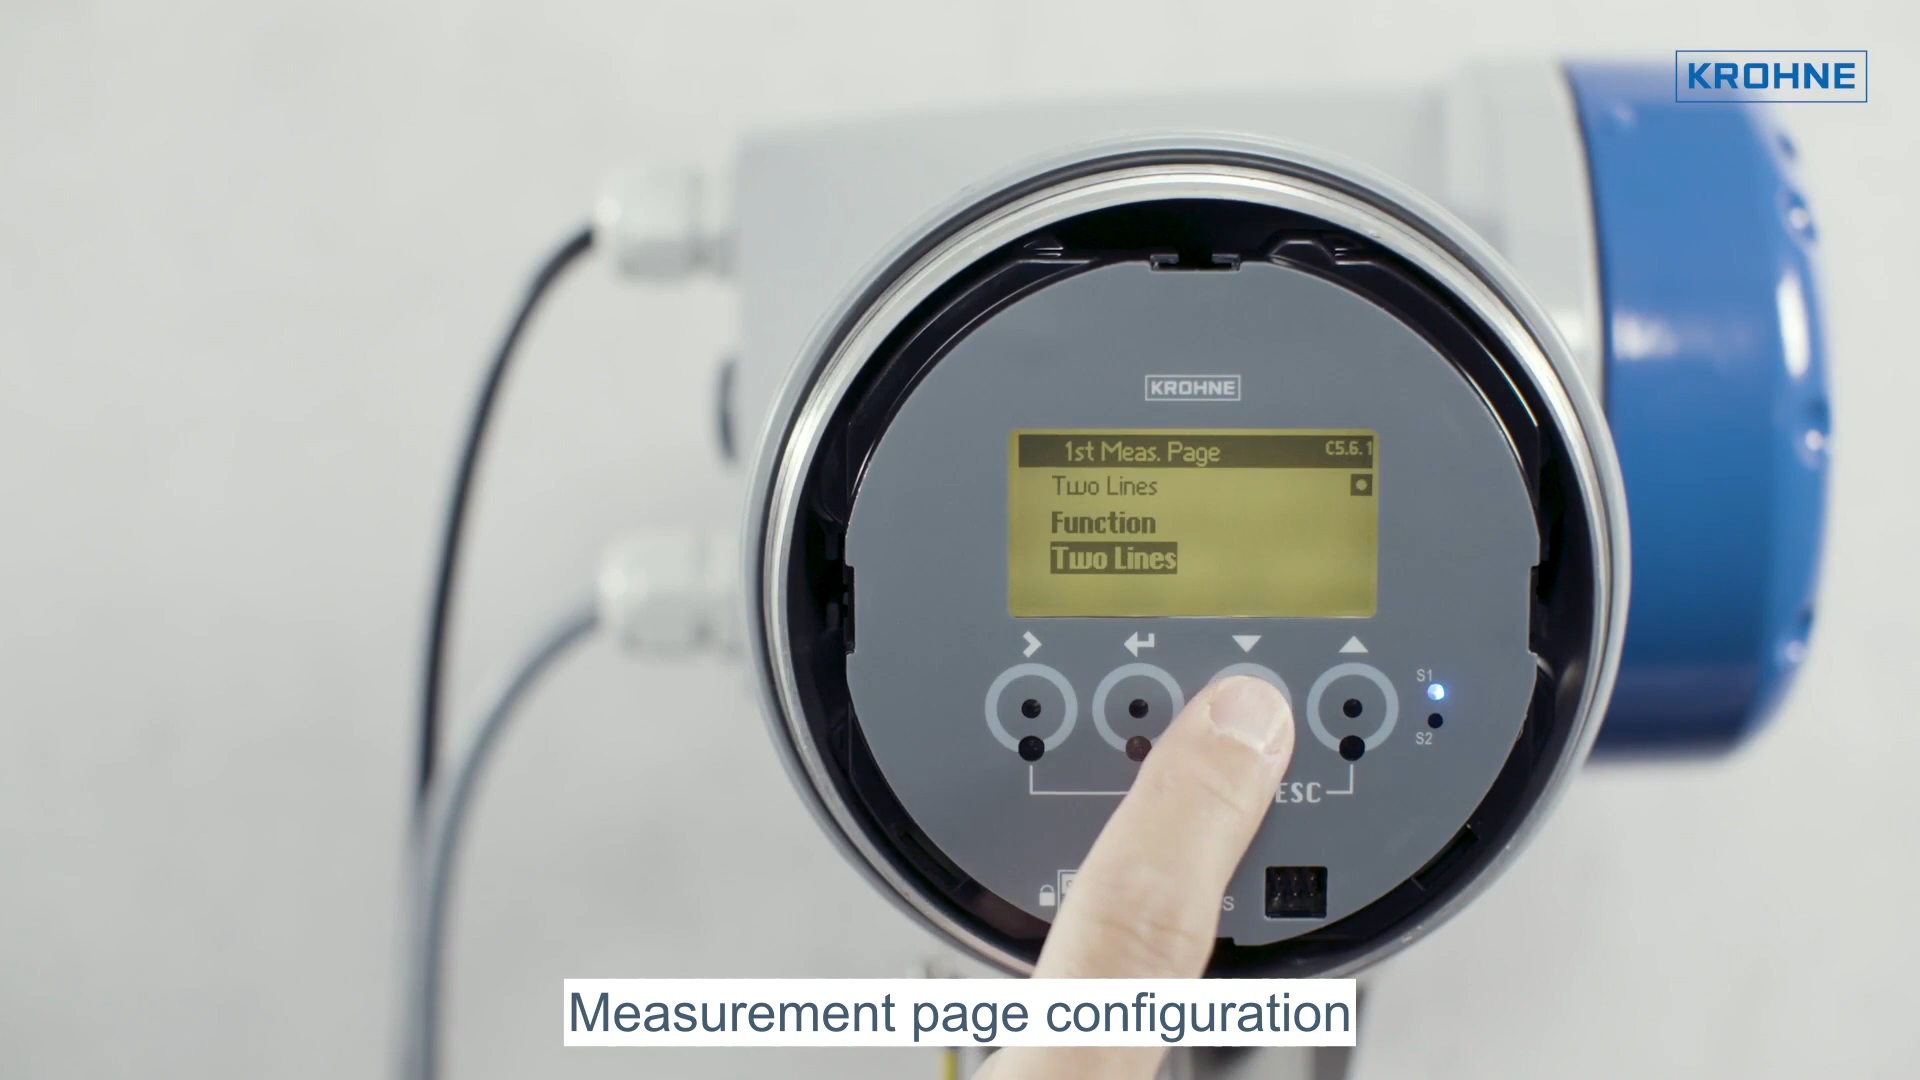 KROHNE
KROHNE
1st Meas. Page C5.6.1
Two Lines
Function
Two Lines
S1
S2
ESC
S
Measurement page configuration